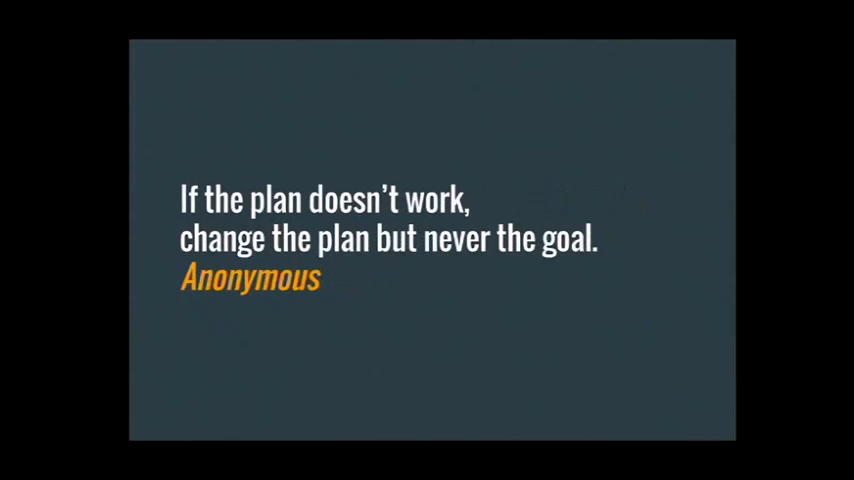 If the plan doesn’t work,
change the plan but never the goal.
Anonymous